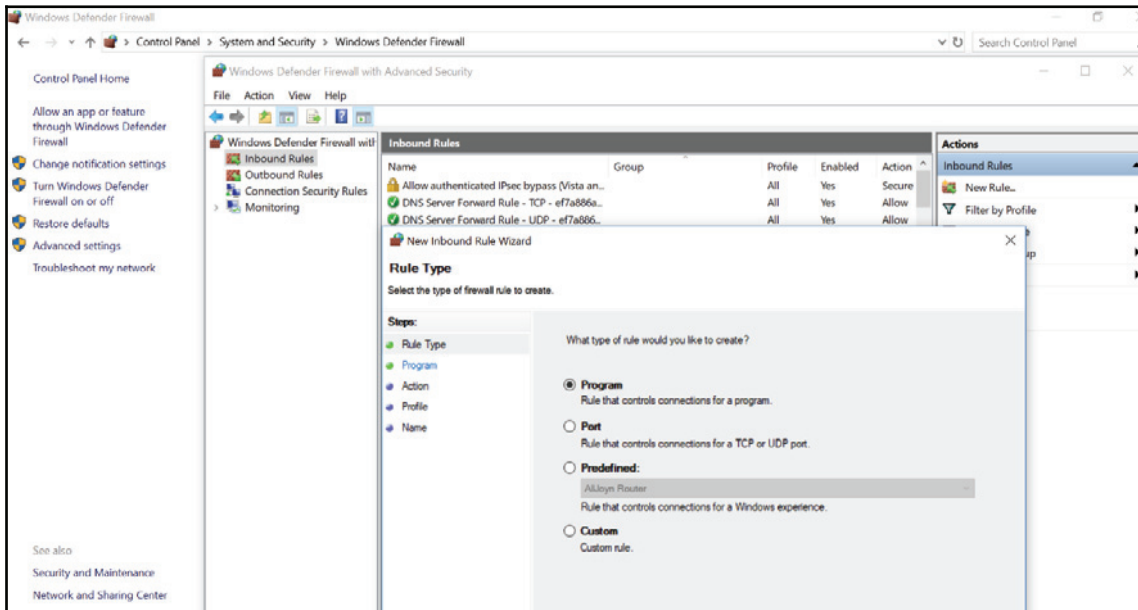 Windows Defender Firewall
Control Panel > System and Security > Windows Defender Firewall
Search Control Panel
Control Panel Home
Allow an app or feature
through Windows Defender
Firewall
Change notification settings
Turn Windows Defender
Firewall on or off
Restore defaults
Advanced settings
Troubleshoot my network
See also
Security and Maintenance
Network and Sharing Center
Windows Defender Firewall with Advanced Security
File Action View Help
Windows Defender Firewall with
Inbound Rules
Outbound Rules
Connection Security Rules
Monitoring
Inbound Rules
Name Group Profile Enabled Action
Allow authenticated IPsec bypass (Vista an... All Yes Secure
DNS Server Forward Rule - TCP - ef7a886a... All Yes Allow
DNS Server Forward Rule - UDP - ef7a886... All Yes Allow
Actions
Inbound Rules
New Rule...
Filter by Profile
e
up
New Inbound Rule Wizard
Rule Type
Select the type of firewall rule to create.
Steps:
Rule Type
Program
Action
Profile
Name
What type of rule would you like to create?
Program
Rule that controls connections for a program.
Port
Rule that controls connections for a TCP or UDP port.
Predefined:
AllJoyn Router
Rule that controls connections for a Windows experience.
Custom
Custom rule.